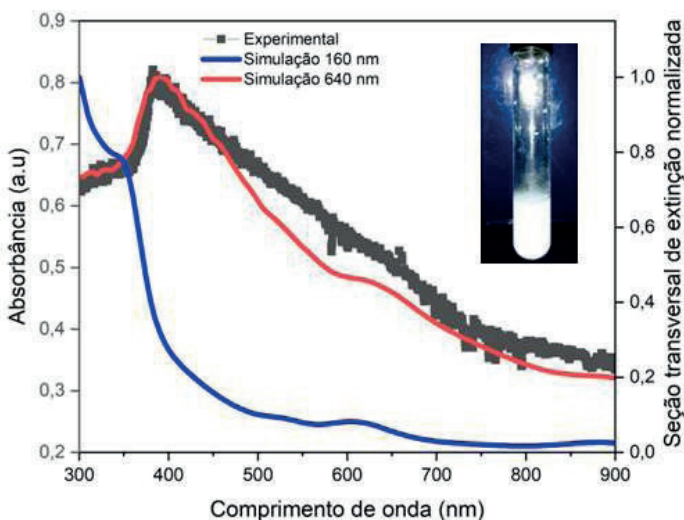 0,9
0,8
0,7
0,6
0,5
0,4
0,3
0,2
Absorbância (a.u)
Experimental
Simulação 160 nm
Simulação 640 nm
1,0
0,8
0,6
0,4
0,2
0,0
Seção transversal de extinção normalizada
300 400 500 600 700 800 900
Comprimento de onda (nm)